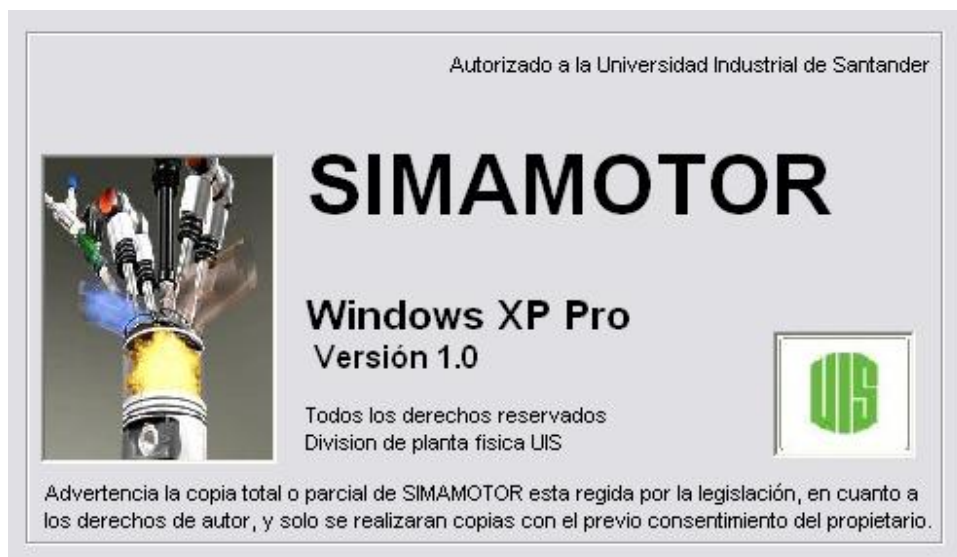 Autorizado a la Universidad Industrial de Santander
SIMAMOTOR
Windows XP Pro
Versión 1.0
UIS
Todos los derechos reservados
Division de planta fisica UIS
Advertencia la copia total o parcial de SIMAMOTOR esta regida por la legislación, en cuanto a
los derechos de autor, y solo se realizaran copias con el previo consentimiento del propietario.